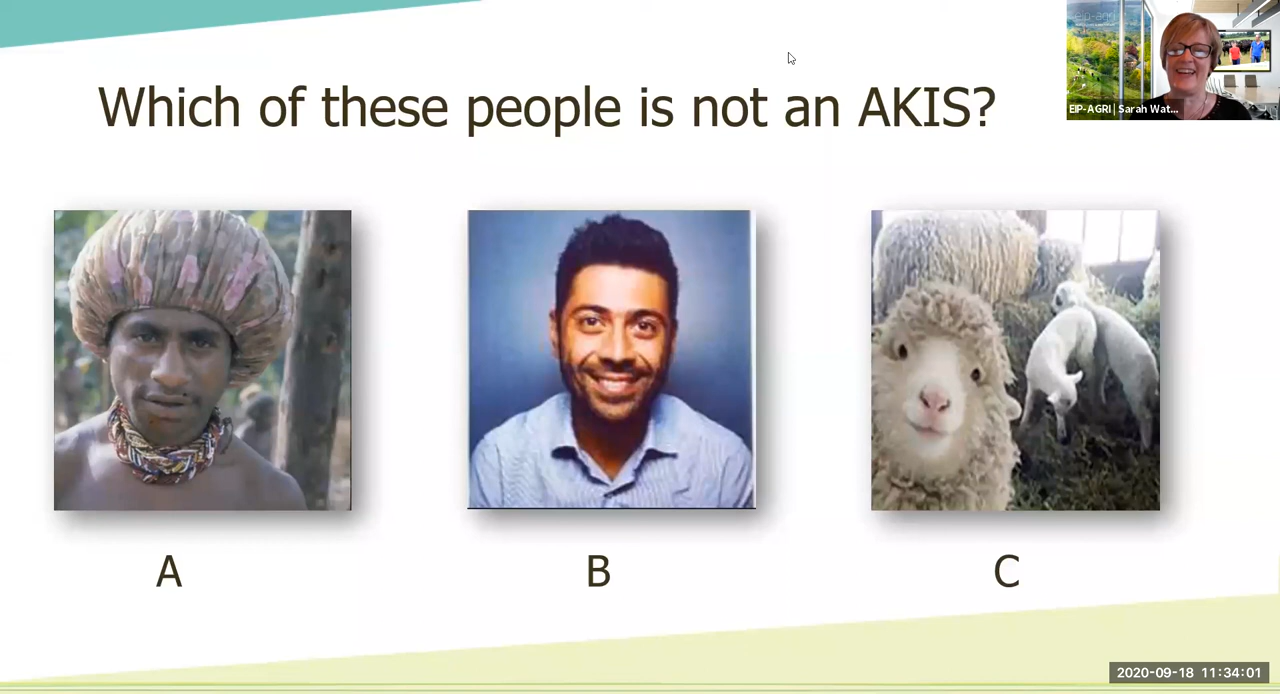 Which of these people is not an AKIS?
EIP-AGRI | Sarah Wat...
A
B
C
2020-09-18 11:34:01